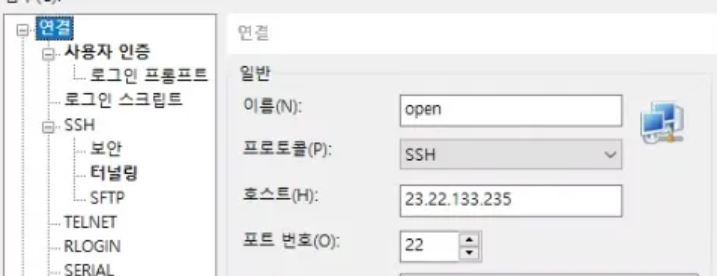 연결
사용자 인증
로그인 프롬프트
로그인 스크립트
SSH
보안
터널링
SFTP
TELNET
RLOGIN
SERIAL
연결
일반
이름(N): open
프로토콜(P): SSH
호스트(H): 23.22.133.235
포트 번호(O): 22